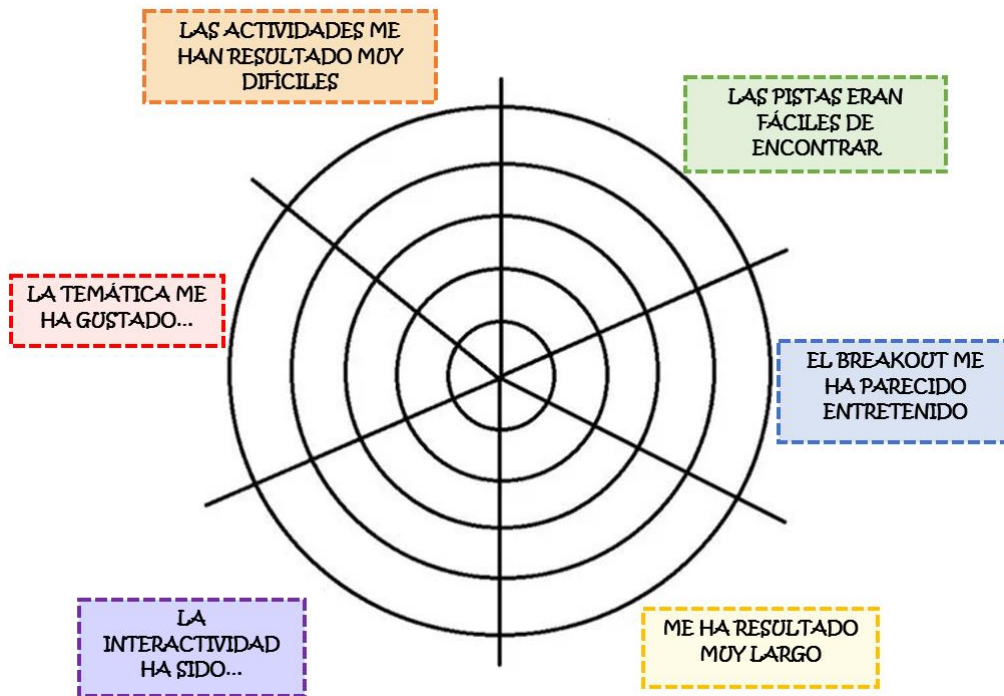 LAS ACTIVIDADES ME
HAN RESULTADO MUY
DIFÍCILES
LAS PISTAS ERAN
FÁCILES DE
ENCONTRAR
LA TEMÁTICA ME
HA GUSTADO...
EL BREAKOUT ME
HA PARECIDO
ENTRETENIDO
LA
INTERACTIVIDAD
HA SIDO...
ME HA RESULTADO
MUY LARGO